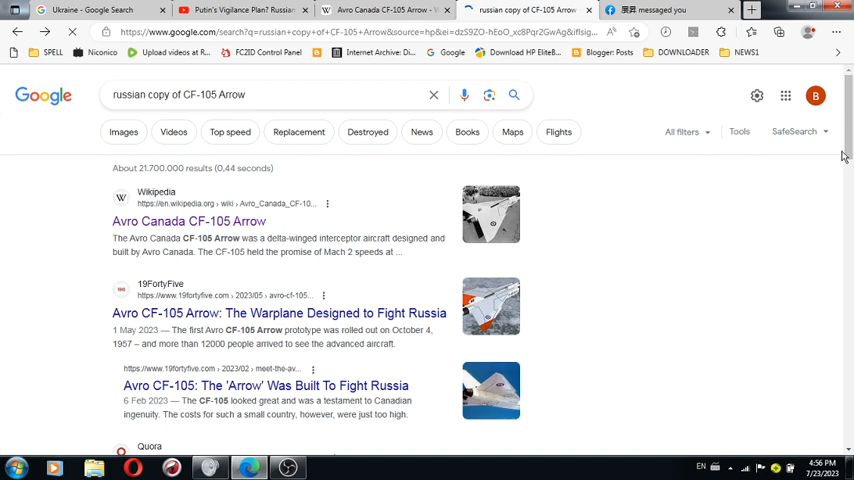 Ukraine - Google Search
Putin's Vigilance Plan? Russian
Avro Canada CF-105 Arrow - W
russian copy of CF-105 Arrow
展昇 messaged you
https://www.google.com/search?q=russian+copy+of+CF-105+Arrow&source=hp&ei=dzS9ZO-hEoO_xc8Pqr2GwAg&iflsig...
SPELL
Niconico
Upload videos at R...
FC2ID Control Panel
Internet Archive: Di...
Google
Download HP EliteB...
Blogger: Posts
DOWNLOADER
NEWS1
Google
russian copy of CF-105 Arrow
B
Images
Videos
Top speed
Replacement
Destroyed
News
Books
Maps
Flights
All filters
Tools
SafeSearch
About 21.700.000 results (0,44 seconds)
W
Wikipedia
https://en.wikipedia.org › wiki › Avro_Canada_CF-10...
Avro Canada CF-105 Arrow
The Avro Canada CF-105 Arrow was a delta-winged interceptor aircraft designed and
built by Avro Canada. The CF-105 held the promise of Mach 2 speeds at ...
19FortyFive
https://www.19fortyfive.com › 2023/05 › avro-cf-105...
Avro CF-105 Arrow: The Warplane Designed to Fight Russia
1 May 2023 — The first Avro CF-105 Arrow prototype was rolled out on October 4,
1957 – and more than 12000 people arrived to see the advanced aircraft.
https://www.19fortyfive.com › 2023/02 › meet-the-av...
Avro CF-105: The 'Arrow' Was Built To Fight Russia
6 Feb 2023 — The CF-105 looked great and was a testament to Canadian
ingenuity. The costs for such a small country, however, were just too high.
Quora
EN
4:56 PM
7/23/2023